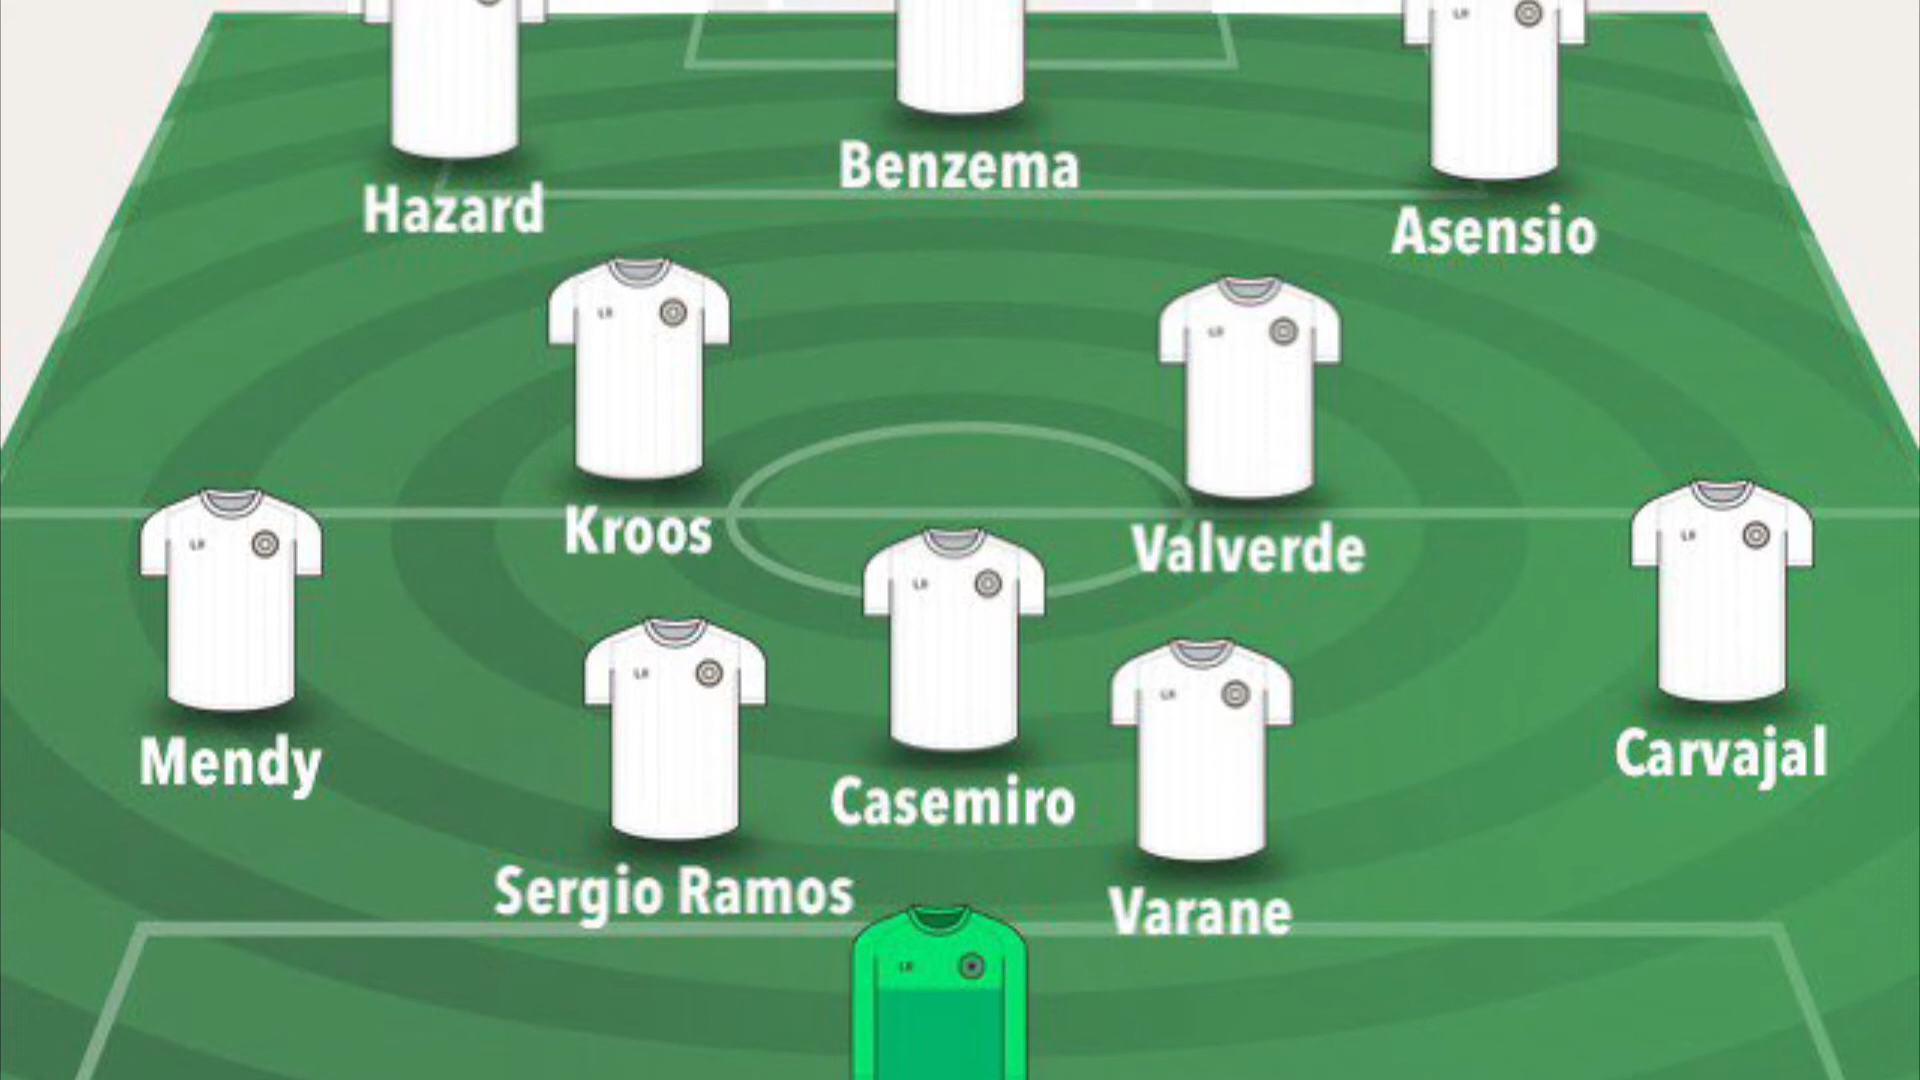 Benzema
Hazard
Asensio
Kroos
Valverde
Mendy
Carvajal
Casemiro
Sergio Ramos
Varane